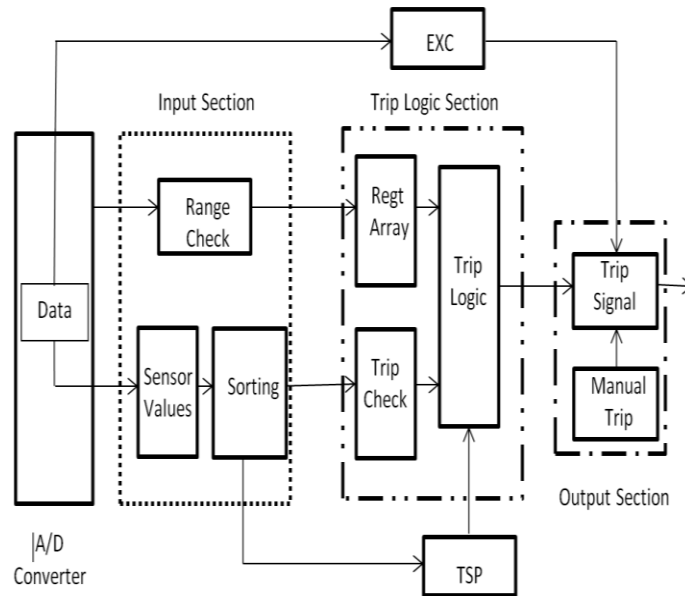 EXC
Input Section
Trip Logic Section
Range
Check
Regt
Array
Trip
Logic
Trip
Signal
Data
Sensor
Values
Sorting
Trip
Check
Manual
Trip
Output Section
|A/D
Converter
TSP